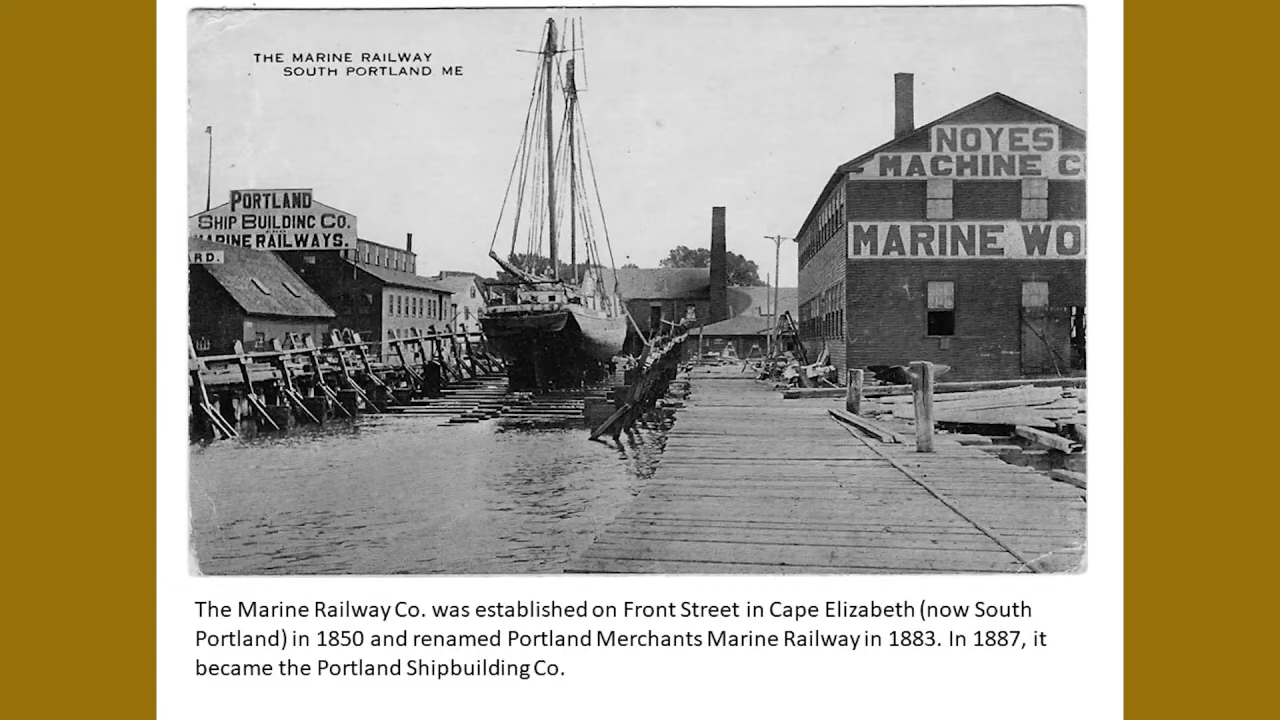 THE MARINE RAILWAY
SOUTH PORTLAND ME
PORTLAND
SHIP BUILDING CO.
AND
MARINE RAILWAYS.
RD.
NOYES
MACHINE C
MARINE WO
The Marine Railway Co. was established on Front Street in Cape Elizabeth (now South
Portland) in 1850 and renamed Portland Merchants Marine Railway in 1883. In 1887, it
became the Portland Shipbuilding Co.